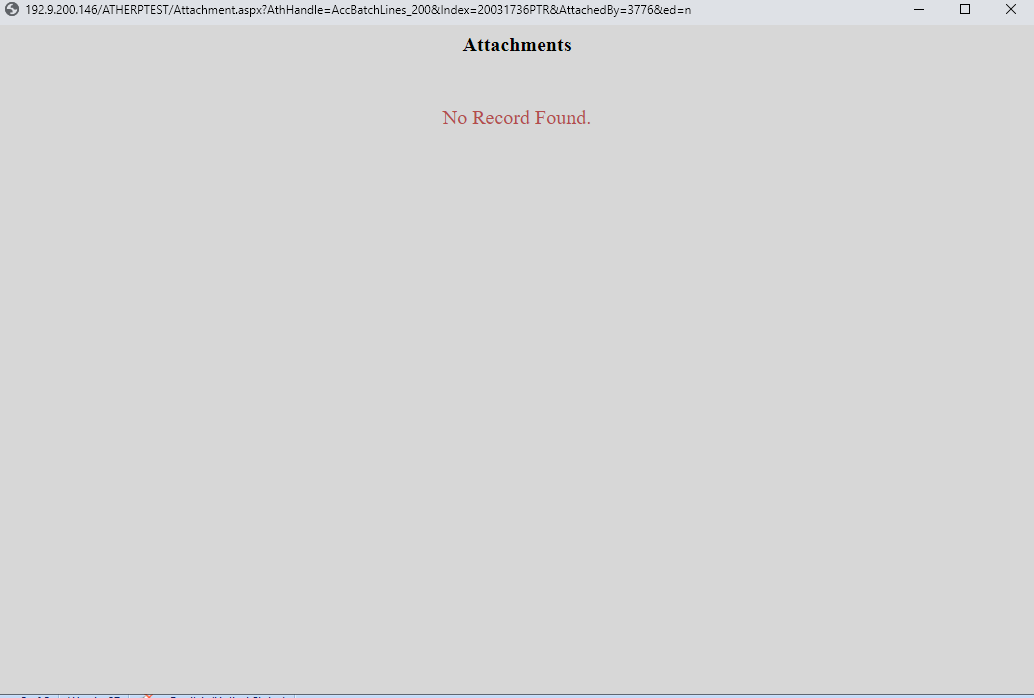 192.9.200.146/ATHERPTEST/Attachment.aspx?AthHandle=AccBatchLines_200&Index=20031736PTR&AttachedBy=3776&ed=n
Attachments
No Record Found.